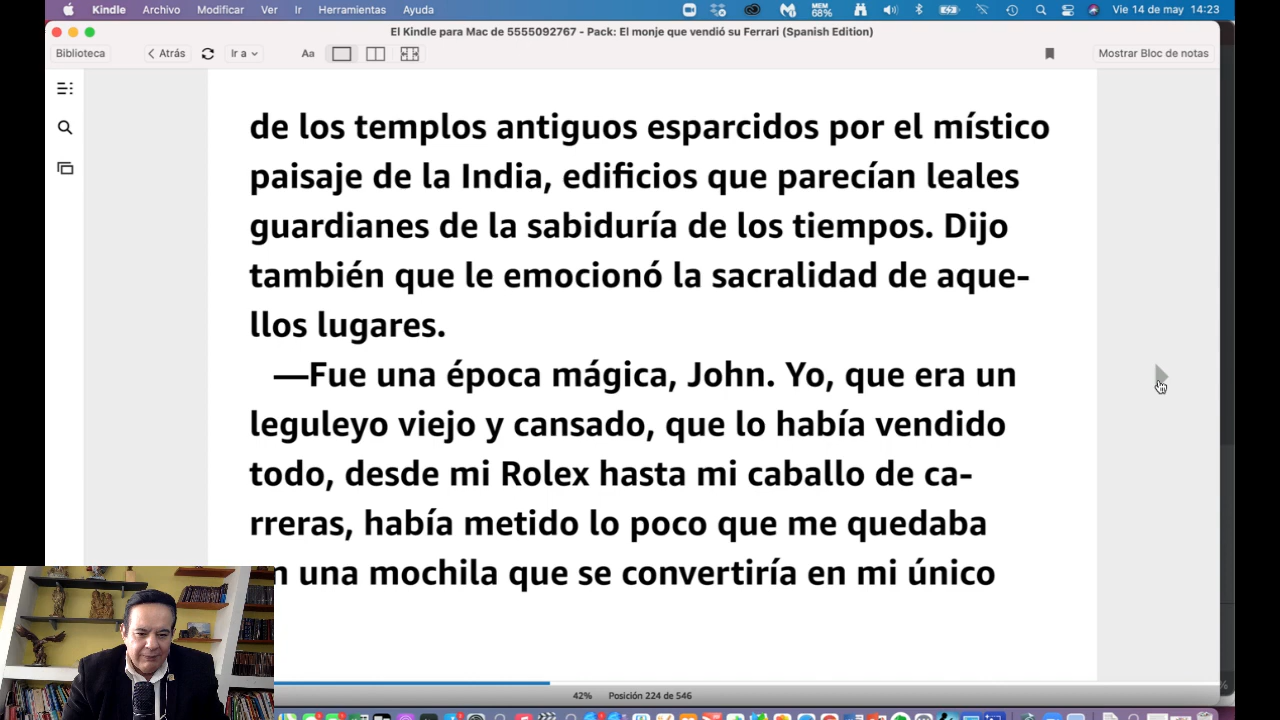 Kindle Archivo Modificar Ver Ir Herramientas Ayuda MEM 68% Vie 14 de may 14:23
El Kindle para Mac de 5555092767 - Pack: El monje que vendió su Ferrari (Spanish Edition)
Biblioteca Atrás Ir a Aa Mostrar Bloc de notas
de los templos antiguos esparcidos por el místico
paisaje de la India, edificios que parecían leales
guardianes de la sabiduría de los tiempos. Dijo
también que le emocionó la sacralidad de aque-
llos lugares.
—Fue una época mágica, John. Yo, que era un
leguleyo viejo y cansado, que lo había vendido
todo, desde mi Rolex hasta mi caballo de ca-
rreras, había metido lo poco que me quedaba
una mochila que se convertiría en mi único
42% Posición 224 de 546